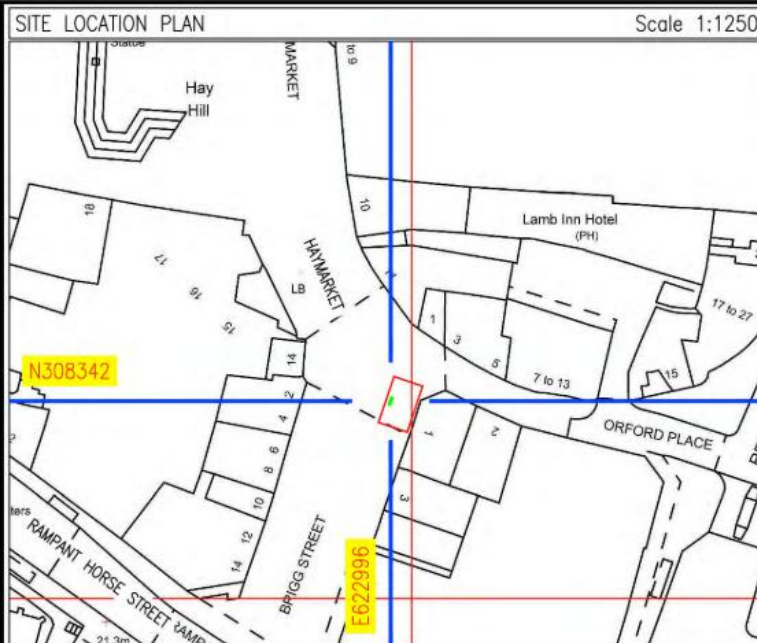 SITE LOCATION PLAN
Scale 1:1250
Statue
MARKET
to 9
Hay
Hill
18
10
Lamb Inn Hotel
(PH)
17
HAYMARKET
16
LB
11
15
1
3
5
17 to 27
14
7 to 13
15
N308342
2
4
1
2
ORFORD PLACE
6
8
3
10
12
14
BRIGG STREET
E622996
RAMPANT HORSE STREET
21.3m